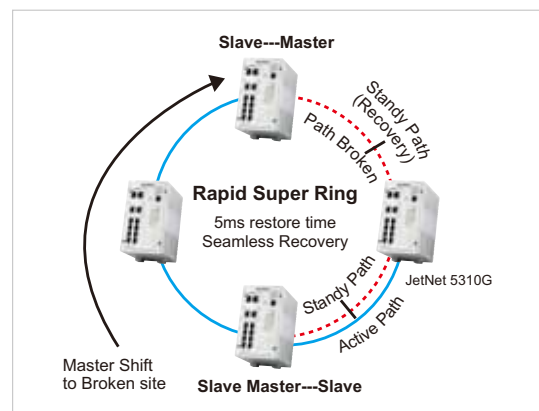 Slave---Master
Standy Path
(Recovery)
Path Broken
Rapid Super Ring
5ms restore time
Seamless Recovery
JetNet 5310G
Standy Path
Active Path
Master Shift
to Broken site
Slave Master---Slave